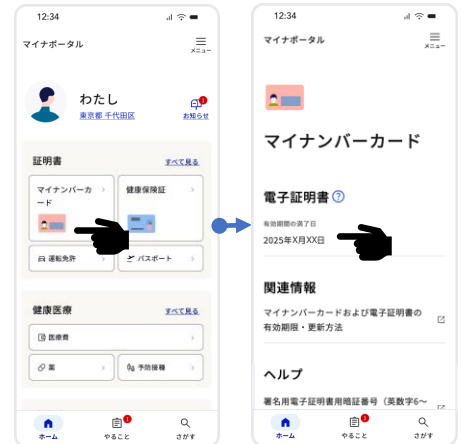 12:34
マイナポータル
メニュー
わたし
東京都 千代田区
1
お知らせ
証明書
すべて見る
マイナンバーカ
ード
健康保険証
運転免許
パスポート
健康医療
すべて見る
医療費
薬
予防接種
ホーム
1
やること
さがす
12:34
マイナポータル
メニュー
マイナンバーカード
電子証明書 ?
有効期間の満了日
2025年X月XX日
関連情報
マイナンバーカードおよび電子証明書の
有効期限・更新方法
ヘルプ
署名用電子証明書用暗証番号（英数字6〜
ホーム
1
やること
さがす